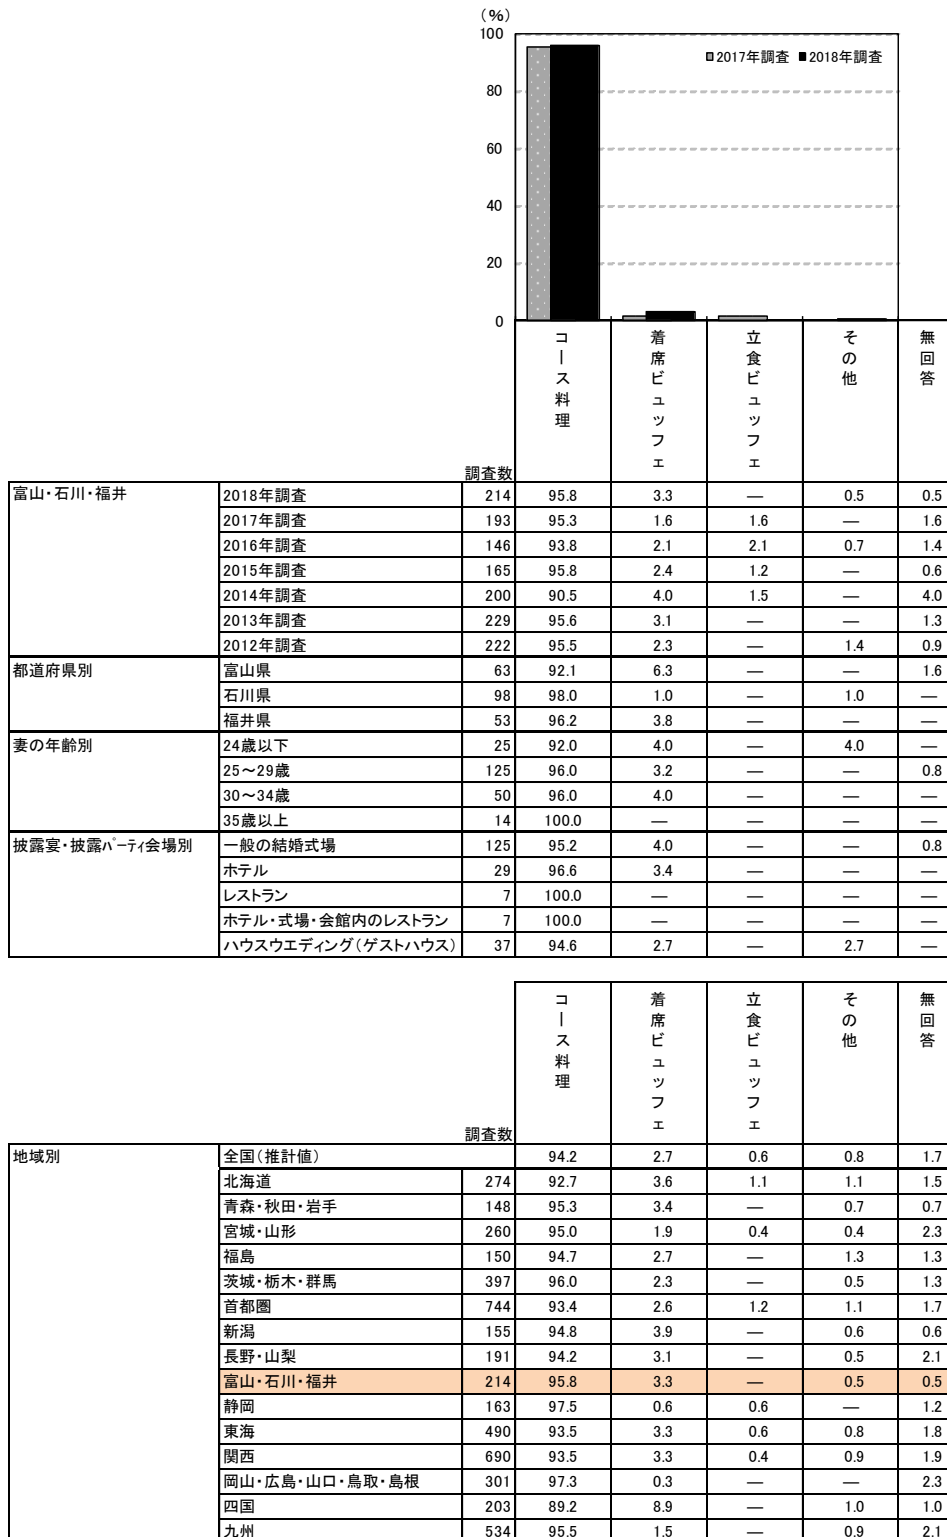 (%)
100
■2017年調査 ■2018年調査
80
60
40
20
0
調査数 コース料理 着席ビュッフェ 立食ビュッフェ その他 無回答
富山・石川・福井 2018年調査 214 95.8 3.3 ― 0.5 0.5
2017年調査 193 95.3 1.6 1.6 ― 1.6
2016年調査 146 93.8 2.1 2.1 0.7 1.4
2015年調査 165 95.8 2.4 1.2 ― 0.6
2014年調査 200 90.5 4.0 1.5 ― 4.0
2013年調査 229 95.6 3.1 ― ― 1.3
2012年調査 222 95.5 2.3 ― 1.4 0.9
都道府県別 富山県 63 92.1 6.3 ― ― 1.6
石川県 98 98.0 1.0 ― 1.0 ―
福井県 53 96.2 3.8 ― ― ―
妻の年齢別 24歳以下 25 92.0 4.0 ― 4.0 ―
25～29歳 125 96.0 3.2 ― ― 0.8
30～34歳 50 96.0 4.0 ― ― ―
35歳以上 14 100.0 ― ― ― ―
披露宴・披露パーティ会場別 一般の結婚式場 125 95.2 4.0 ― ― 0.8
ホテル 29 96.6 3.4 ― ― ―
レストラン 7 100.0 ― ― ― ―
ホテル・式場・会館内のレストラン 7 100.0 ― ― ― ―
ハウスウエディング(ゲストハウス) 37 94.6 2.7 ― 2.7 ―
調査数 コース料理 着席ビュッフェ 立食ビュッフェ その他 無回答
地域別 全国(推計値) 94.2 2.7 0.6 0.8 1.7
北海道 274 92.7 3.6 1.1 1.1 1.5
青森・秋田・岩手 148 95.3 3.4 ― 0.7 0.7
宮城・山形 260 95.0 1.9 0.4 0.4 2.3
福島 150 94.7 2.7 ― 1.3 1.3
茨城・栃木・群馬 397 96.0 2.3 ― 0.5 1.3
首都圏 744 93.4 2.6 1.2 1.1 1.7
新潟 155 94.8 3.9 ― 0.6 0.6
長野・山梨 191 94.2 3.1 ― 0.5 2.1
富山・石川・福井 214 95.8 3.3 ― 0.5 0.5
静岡 163 97.5 0.6 0.6 ― 1.2
東海 490 93.5 3.3 0.6 0.8 1.8
関西 690 93.5 3.3 0.4 0.9 1.9
岡山・広島・山口・鳥取・島根 301 97.3 0.3 ― ― 2.3
四国 203 89.2 8.9 ― 1.0 1.0
九州 534 95.5 1.5 ― 0.9 2.1